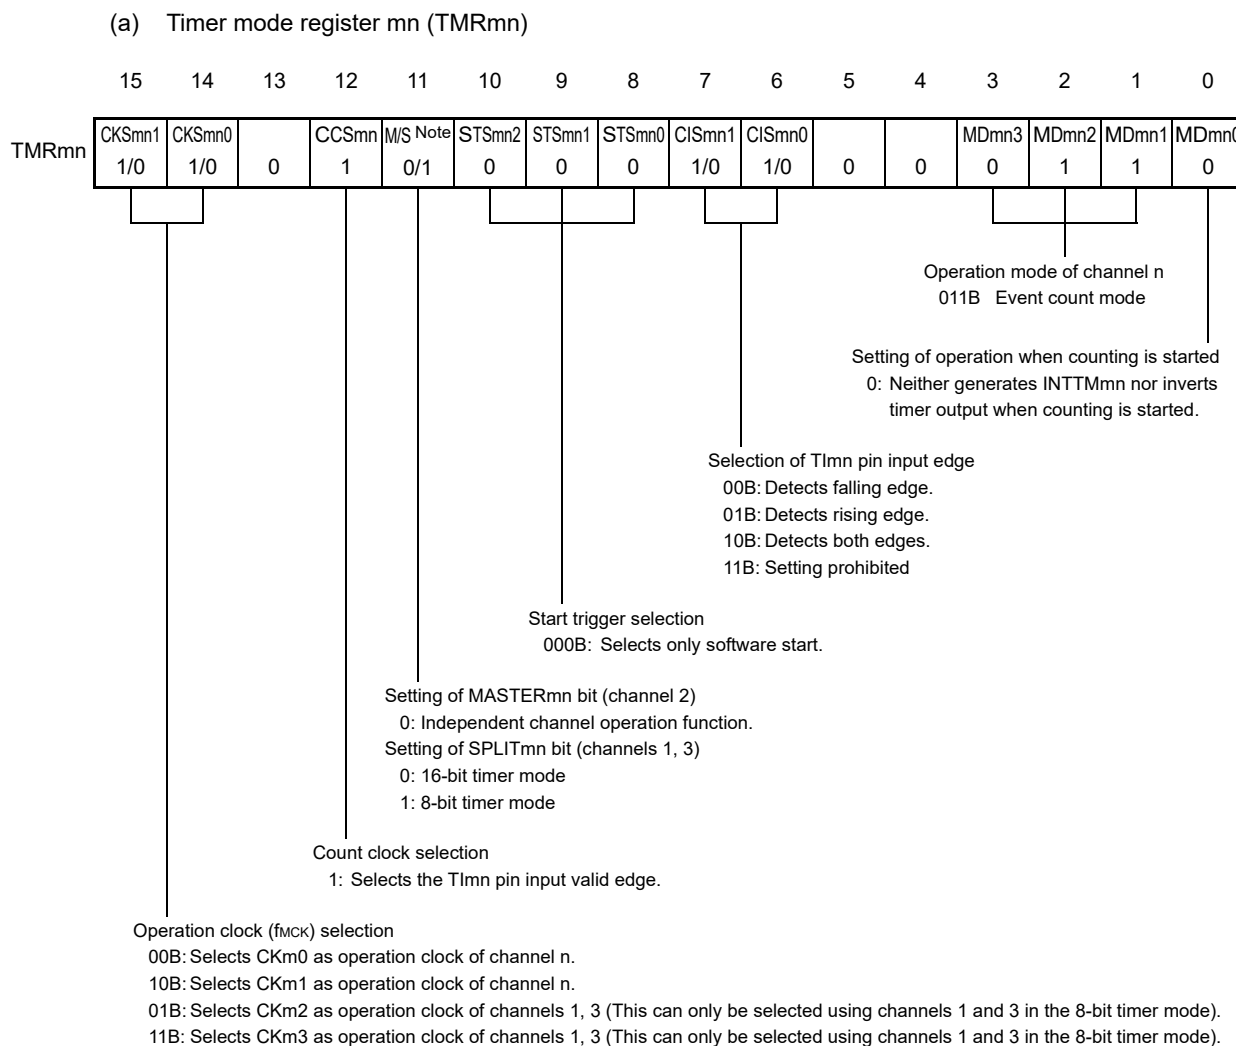 (a) Timer mode register mn (TMRmn)
15 14 13 12 11 10 9 8 7 6 5 4 3 2 1 0
TMRmn
CKSmn1 CKSmn0 CCSmn M/S Note STSmn2 STSmn1 STSmn0 CISmn1 CISmn0 MDmn3 MDmn2 MDmn1 MDmn0
1/0 1/0 0 1 0/1 0 0 0 1/0 1/0 0 0 0 1 1 0
Operation mode of channel n
011B Event count mode
Setting of operation when counting is started
0: Neither generates INTTMmn nor inverts
timer output when counting is started.
Selection of TImn pin input edge
00B: Detects falling edge.
01B: Detects rising edge.
10B: Detects both edges.
11B: Setting prohibited
Start trigger selection
000B: Selects only software start.
Setting of MASTERmn bit (channel 2)
0: Independent channel operation function.
Setting of SPLITmn bit (channels 1, 3)
0: 16-bit timer mode
1: 8-bit timer mode
Count clock selection
1: Selects the TImn pin input valid edge.
Operation clock (fMCK) selection
00B: Selects CKm0 as operation clock of channel n.
10B: Selects CKm1 as operation clock of channel n.
01B: Selects CKm2 as operation clock of channels 1, 3 (This can only be selected using channels 1 and 3 in the 8-bit timer mode).
11B: Selects CKm3 as operation clock of channels 1, 3 (This can only be selected using channels 1 and 3 in the 8-bit timer mode).